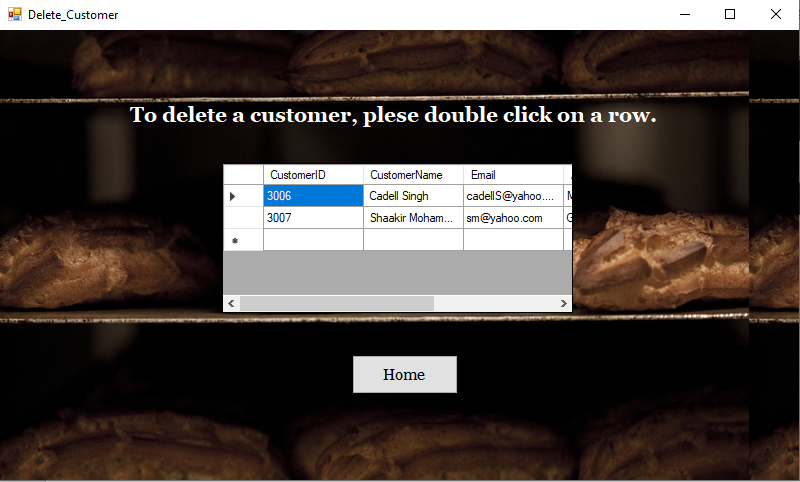 Delete_Customer
To delete a customer, plese double click on a row.
CustomerID CustomerName Email
3006 Cadell Singh cadellS@yahoo....
3007 Shaakir Moham... sm@yahoo.com
Home